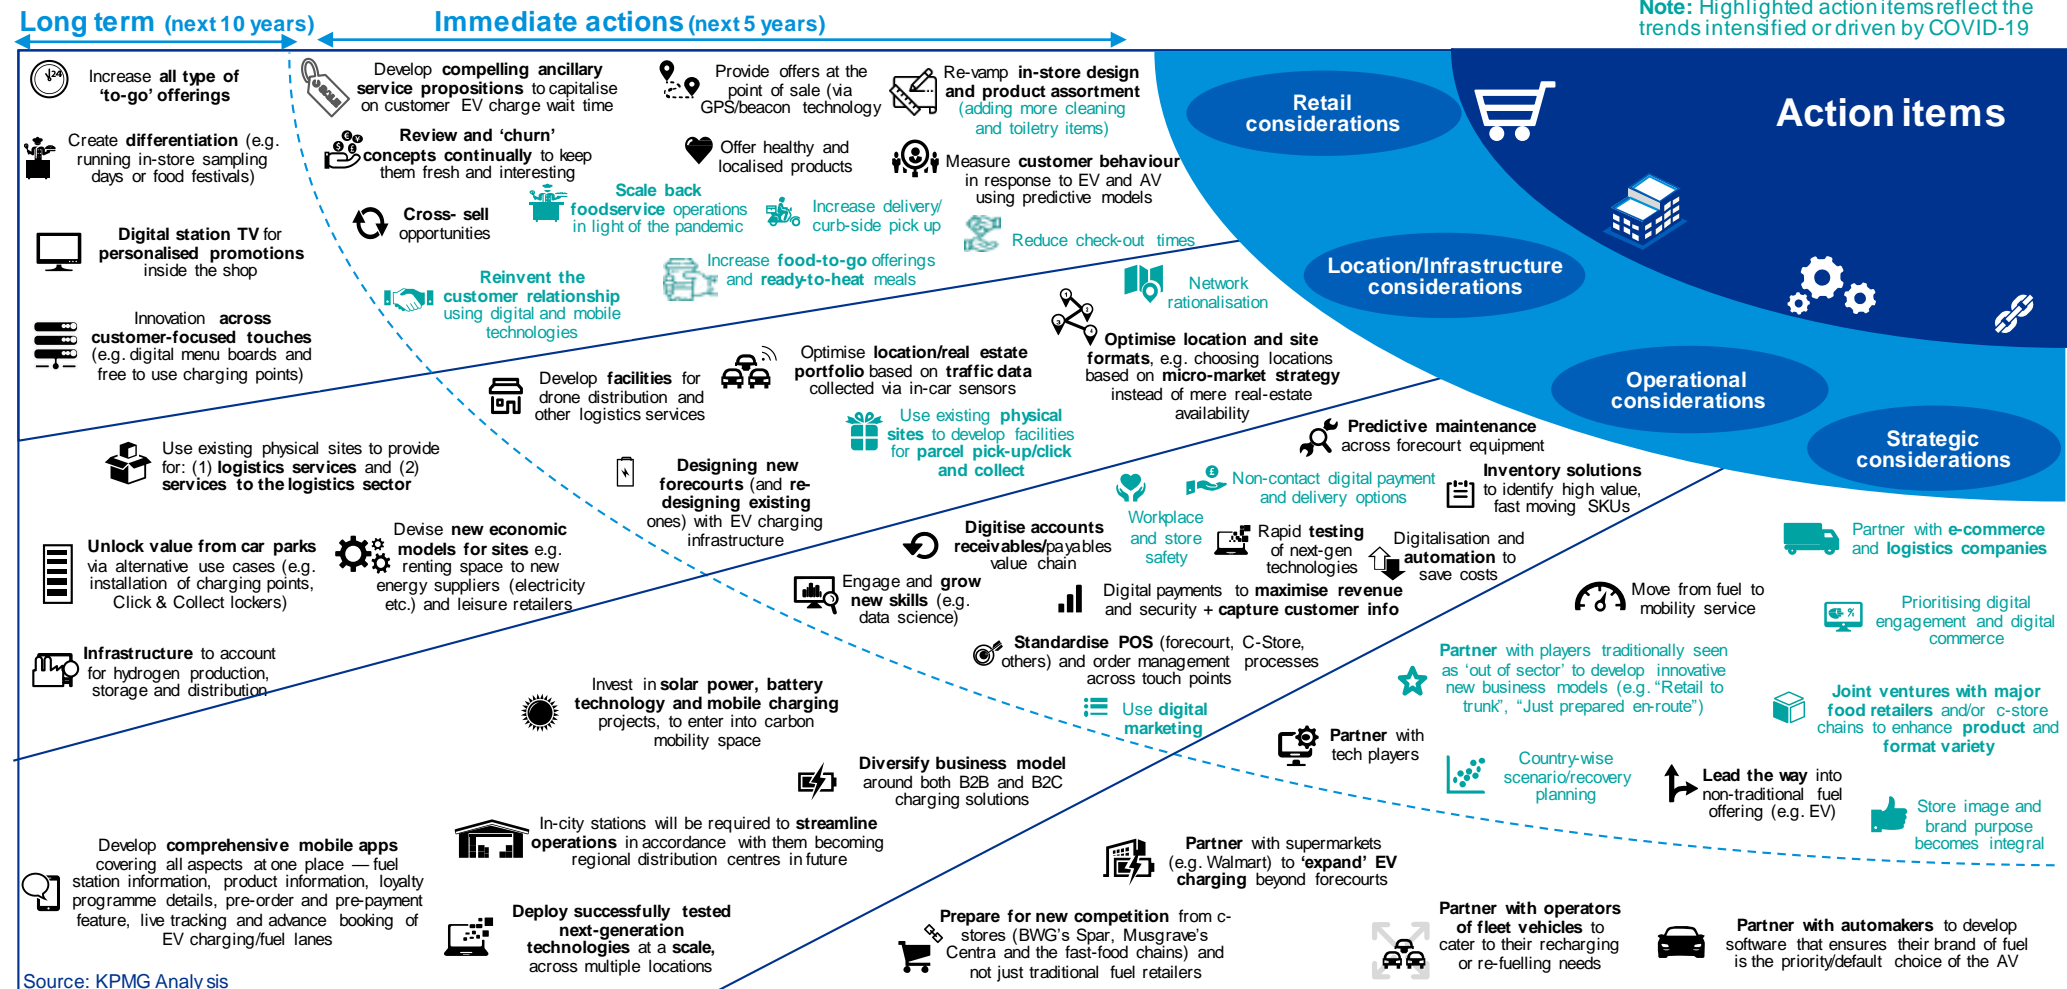 Long term (next 10 years)
Immediate actions (next 5 years)
Note: Highlighted action items reflect the
trends intensified or driven by COVID-19
Action items
Retail
considerations
Location/Infrastructure
considerations
Operational
considerations
Strategic
considerations
24
Increase all type of
‘to-go’ offerings
Create differentiation (e.g.
running in-store sampling
days or food festivals)
Digital station TV for
personalised promotions
inside the shop
Innovation across
customer-focused touches
(e.g. digital menu boards and
free to use charging points)
Develop compelling ancillary
service propositions to capitalise
on customer EV charge wait time
Review and ‘churn’
concepts continually to keep
them fresh and interesting
Cross- sell
opportunities
Reinvent the
customer relationship
using digital and mobile
technologies
Provide offers at the
point of sale (via
GPS/beacon technology
Offer healthy and
localised products
Scale back
foodservice operations
in light of the pandemic
Increase delivery/
curb-side pick up
Increase food-to-go offerings
and ready-to-heat meals
Re-vamp in-store design
and product assortment
(adding more cleaning
and toiletry items)
Measure customer behaviour
in response to EV and AV
using predictive models
Reduce check-out times
Network
rationalisation
Optimise location and site
formats, e.g. choosing locations
based on micro-market strategy
instead of mere real-estate
availability
Optimise location/real estate
portfolio based on traffic data
collected via in-car sensors
Develop facilities for
drone distribution and
other logistics services
Use existing physical
sites to develop facilities
for parcel pick-up/click
and collect
Designing new
forecourts (and re-
designing existing
ones) with EV charging
infrastructure
Use existing physical sites to provide
for: (1) logistics services and (2)
services to the logistics sector
Unlock value from car parks
via alternative use cases (e.g.
installation of charging points,
Click & Collect lockers)
Devise new economic
models for sites e.g.
renting space to new
energy suppliers (electricity
etc.) and leisure retailers
Infrastructure to account
for hydrogen production,
storage and distribution
Predictive maintenance
across forecourt equipment
Non-contact digital payment
and delivery options
Inventory solutions
to identify high value,
fast moving SKUs
Workplace
and store
safety
Rapid testing
of next-gen
technologies
Digitalisation and
automation to
save costs
Digitise accounts
receivables/payables
value chain
Engage and grow
new skills (e.g.
data science)
Digital payments to maximise revenue
and security + capture customer info
Standardise POS (forecourt, C-Store,
others) and order management processes
across touch points
Use digital
marketing
Invest in solar power, battery
technology and mobile charging
projects, to enter into carbon
mobility space
Diversify business model
around both B2B and B2C
charging solutions
In-city stations will be required to streamline
operations in accordance with them becoming
regional distribution centres in future
Develop comprehensive mobile apps
covering all aspects at one place — fuel
station information, product information, loyalty
programme details, pre-order and pre-payment
feature, live tracking and advance booking of
EV charging/fuel lanes
Deploy successfully tested
next-generation
technologies at a scale,
across multiple locations
Partner with e-commerce
and logistics companies
Move from fuel to
mobility service
Prioritising digital
engagement and digital
commerce
Partner with players traditionally seen
as ‘out of sector’ to develop innovative
new business models (e.g. “Retail to
trunk”, “Just prepared en-route”)
Joint ventures with major
food retailers and/or c-store
chains to enhance product and
format variety
Partner with
tech players
Country-wise
scenario/recovery
planning
Lead the way into
non-traditional fuel
offering (e.g. EV)
Store image and
brand purpose
becomes integral
Partner with supermarkets
(e.g. Walmart) to ‘expand’ EV
charging beyond forecourts
Prepare for new competition from c-
stores (BWG’s Spar, Musgrave’s
Centra and the fast-food chains) and
not just traditional fuel retailers
Partner with operators
of fleet vehicles to
cater to their recharging
or re-fuelling needs
Partner with automakers to develop
software that ensures their brand of fuel
is the priority/default choice of the AV
Source: KPMG Analysis